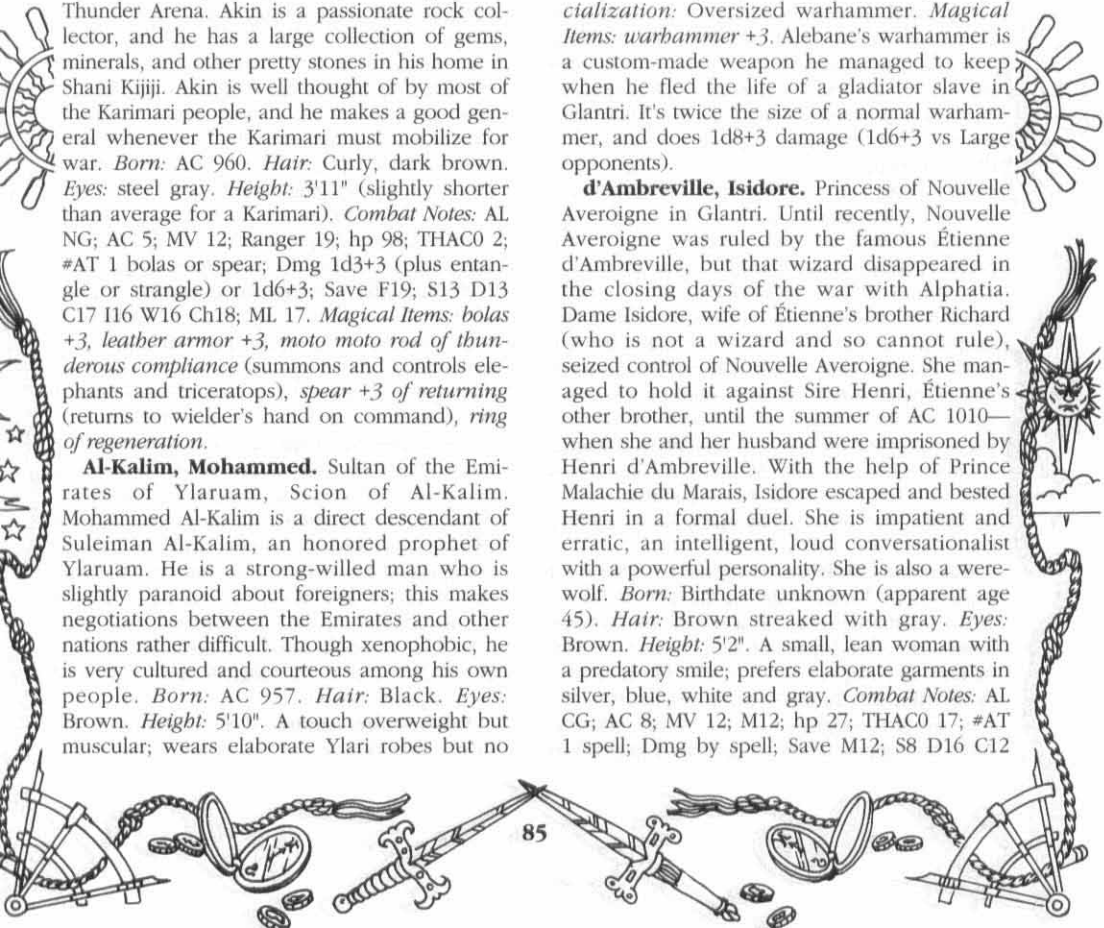 Thunder Arena. Akin is a passionate rock col-
lector, and he has a large collection of gems,
minerals, and other pretty stones in his home in
Shani Kijiji. Akin is well thought of by most of
the Karimari people, and he makes a good gen-
eral whenever the Karimari must mobilize for
war. Born: AC 960. Hair: Curly, dark brown.
Eyes: steel gray. Height: 3'11" (slightly shorter
than average for a Karimari). Combat Notes: AL
NG; AC 5; MV 12; Ranger 19; hp 98; THAC0 2;
#AT 1 bolas or spear; Dmg 1d3+3 (plus entan-
gle or strangle) or 1d6+3; Save F19; S13 D13
C17 I16 W16 Ch18; ML 17. Magical Items: bolas
+3, leather armor +3, moto moto rod of thun-
derous compliance (summons and controls ele-
phants and triceratops), spear +3 of returning
(returns to wielder's hand on command), ring
of regeneration.
Al-Kalim, Mohammed. Sultan of the Emi-
rates of Ylaruam, Scion of Al-Kalim.
Mohammed Al-Kalim is a direct descendant of
Suleiman Al-Kalim, an honored prophet of
Ylaruam. He is a strong-willed man who is
slightly paranoid about foreigners; this makes
negotiations between the Emirates and other
nations rather difficult. Though xenophobic, he
is very cultured and courteous among his own
people. Born: AC 957. Hair: Black. Eyes:
Brown. Height: 5'10". A touch overweight but
muscular; wears elaborate Ylari robes but no
cialization: Oversized warhammer. Magical
Items: warhammer +3. Alebane's warhammer is
a custom-made weapon he managed to keep
when he fled the life of a gladiator slave in
Glantri. It's twice the size of a normal warham-
mer, and does 1d8+3 damage (1d6+3 vs Large
opponents).
d'Ambreville, Isidore. Princess of Nouvelle
Averoigne in Glantri. Until recently, Nouvelle
Averoigne was ruled by the famous Étienne
d'Ambreville, but that wizard disappeared in
the closing days of the war with Alphatia.
Dame Isidore, wife of Étienne's brother Richard
(who is not a wizard and so cannot rule),
seized control of Nouvelle Averoigne. She man-
aged to hold it against Sire Henri, Étienne's
other brother, until the summer of AC 1010—
when she and her husband were imprisoned by
Henri d'Ambreville. With the help of Prince
Malachie du Marais, Isidore escaped and bested
Henri in a formal duel. She is impatient and
erratic, an intelligent, loud conversationalist
with a powerful personality. She is also a were-
wolf. Born: Birthdate unknown (apparent age
45). Hair: Brown streaked with gray. Eyes:
Brown. Height: 5'2". A small, lean woman with
a predatory smile; prefers elaborate garments in
silver, blue, white and gray. Combat Notes: AL
CG; AC 8; MV 12; M12; hp 27; THAC0 17; #AT
1 spell; Dmg by spell; Save M12; S8 D16 C12
85